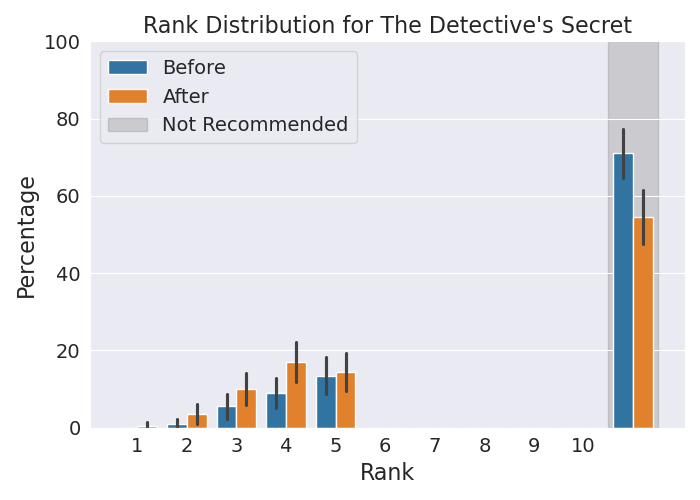 Rank Distribution for The Detective's Secret
100
80
60
40
20
0
Percentage
Before
After
Not Recommended
1 2 3 4 5 6 7 8 9 10
Rank